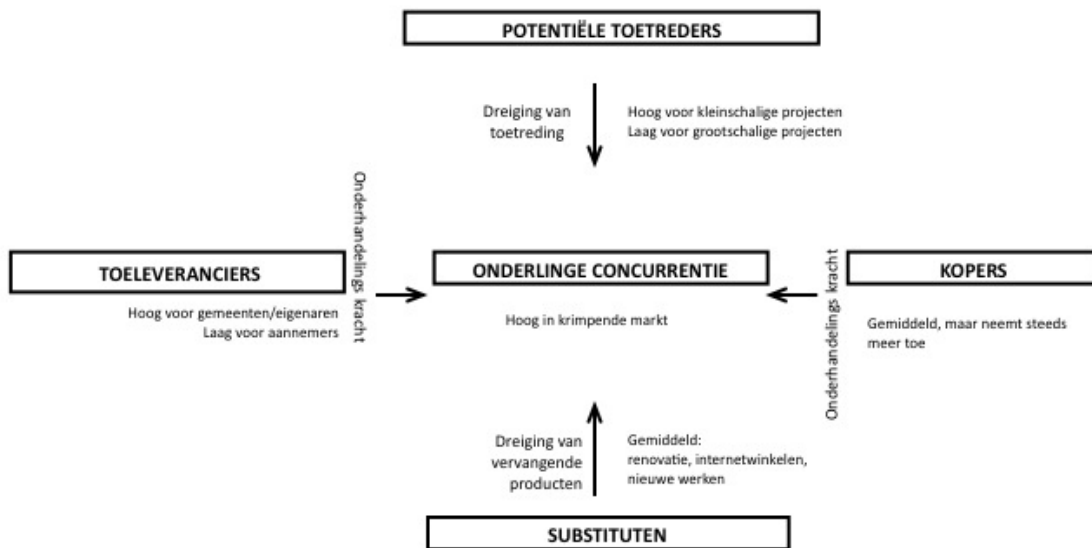 POTENTIËLE TOETREDERS
Dreiging van
toetreding
Hoog voor kleinschalige projecten
Laag voor grootschalige projecten
TOELEVERANCIERS
Hoog voor gemeenten/eigenaren
Laag voor aannemers
Onderhandelings kracht
ONDERLINGE CONCURRENTIE
Hoog in krimpende markt
Onderhandelings kracht
KOPERS
Gemiddeld, maar neemt steeds
meer toe
Dreiging van
vervangende
producten
Gemiddeld:
renovatie, internetwinkelen,
nieuwe werken
SUBSTITUTEN